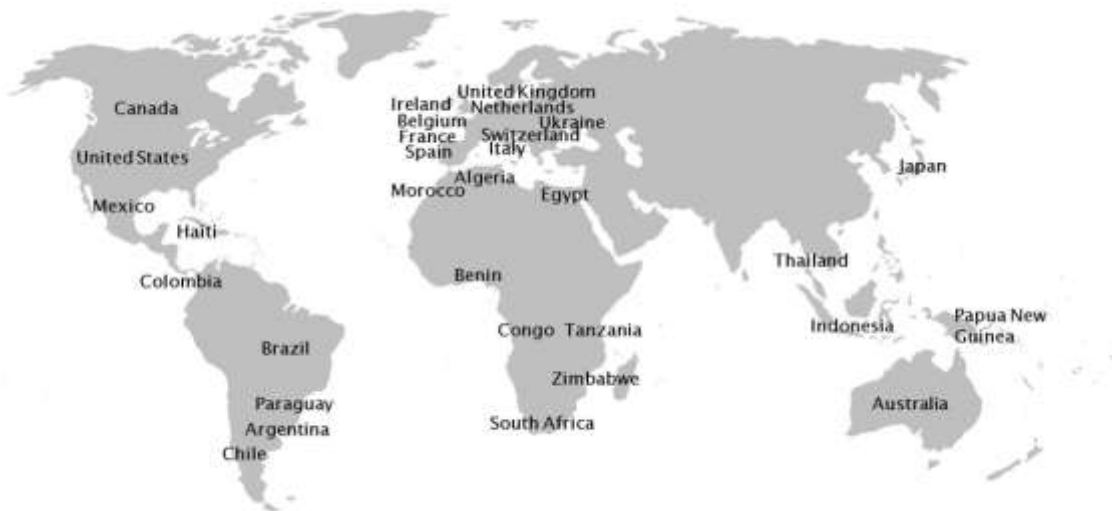 United Kingdom
Ireland
Netherlands
Canada
Belgium
Ukraine
France
Switzerland
Italy
Spain
United States
Japan
Algeria
Morocco
Egypt
Mexico
Haiti
Thailand
Benin
Colombia
Papua New
Guinea
Indonesia
Congo
Tanzania
Brazil
Zimbabwe
Paraguay
Australia
South Africa
Argentina
Chile